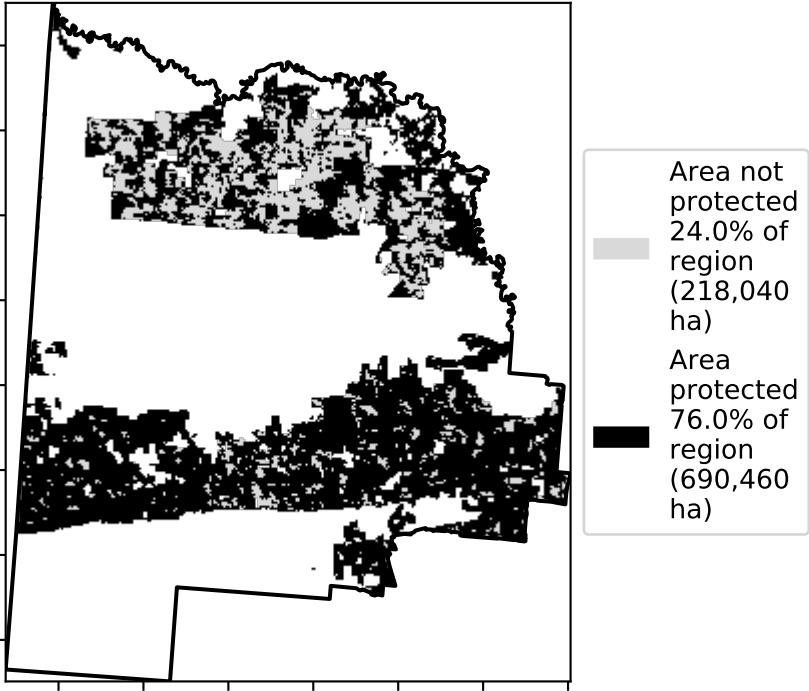 Area not
protected
24.0% of
region
(218,040
ha)
Area
protected
76.0% of
region
(690,460
ha)